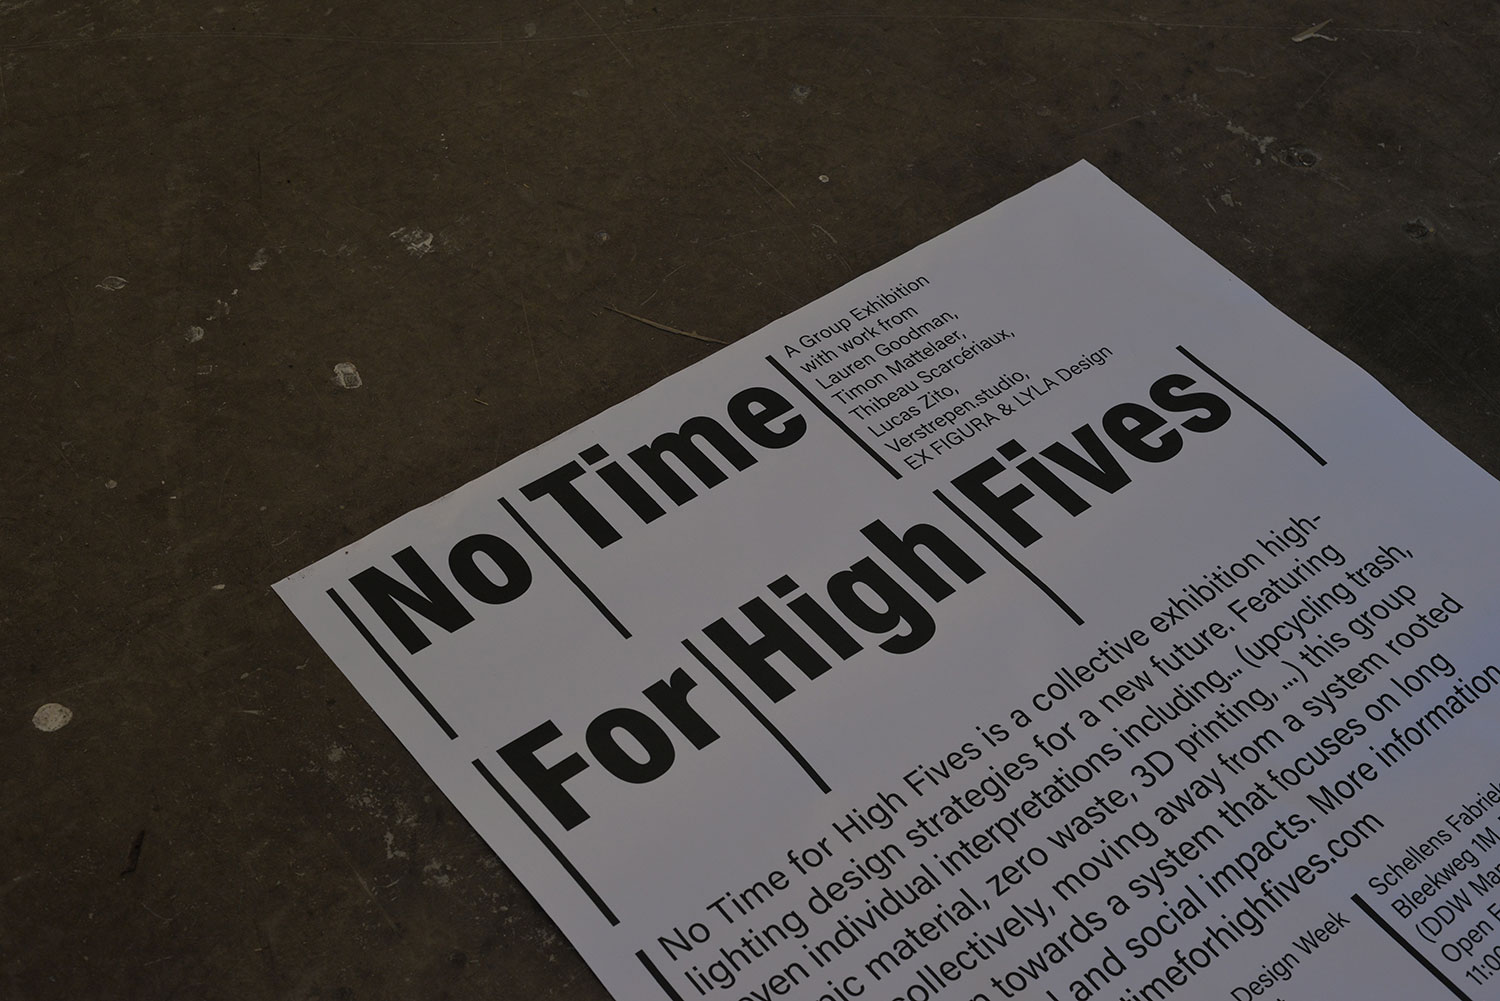 No Time
A Group Exhibition
with work from
Lauren Goodman,
Timon Mattelaer,
Thibeau Scarcériaux,
Lucas Zito,
Verstrepen.studio,
EX FIGURA & LYLA Design
For High Fives
No Time for High Fives is a collective exhibition high-
lighting design strategies for a new future. Featuring
individual interpretations including... (upcycling trash,
material, zero waste, 3D printing, ...) this group
collectively, moving away from a system rooted
towards a system that focuses on long
and social impacts. More information
timeforhighfives.com
Design Week
Schellens
Bleekweg 1M
(DDW
Open